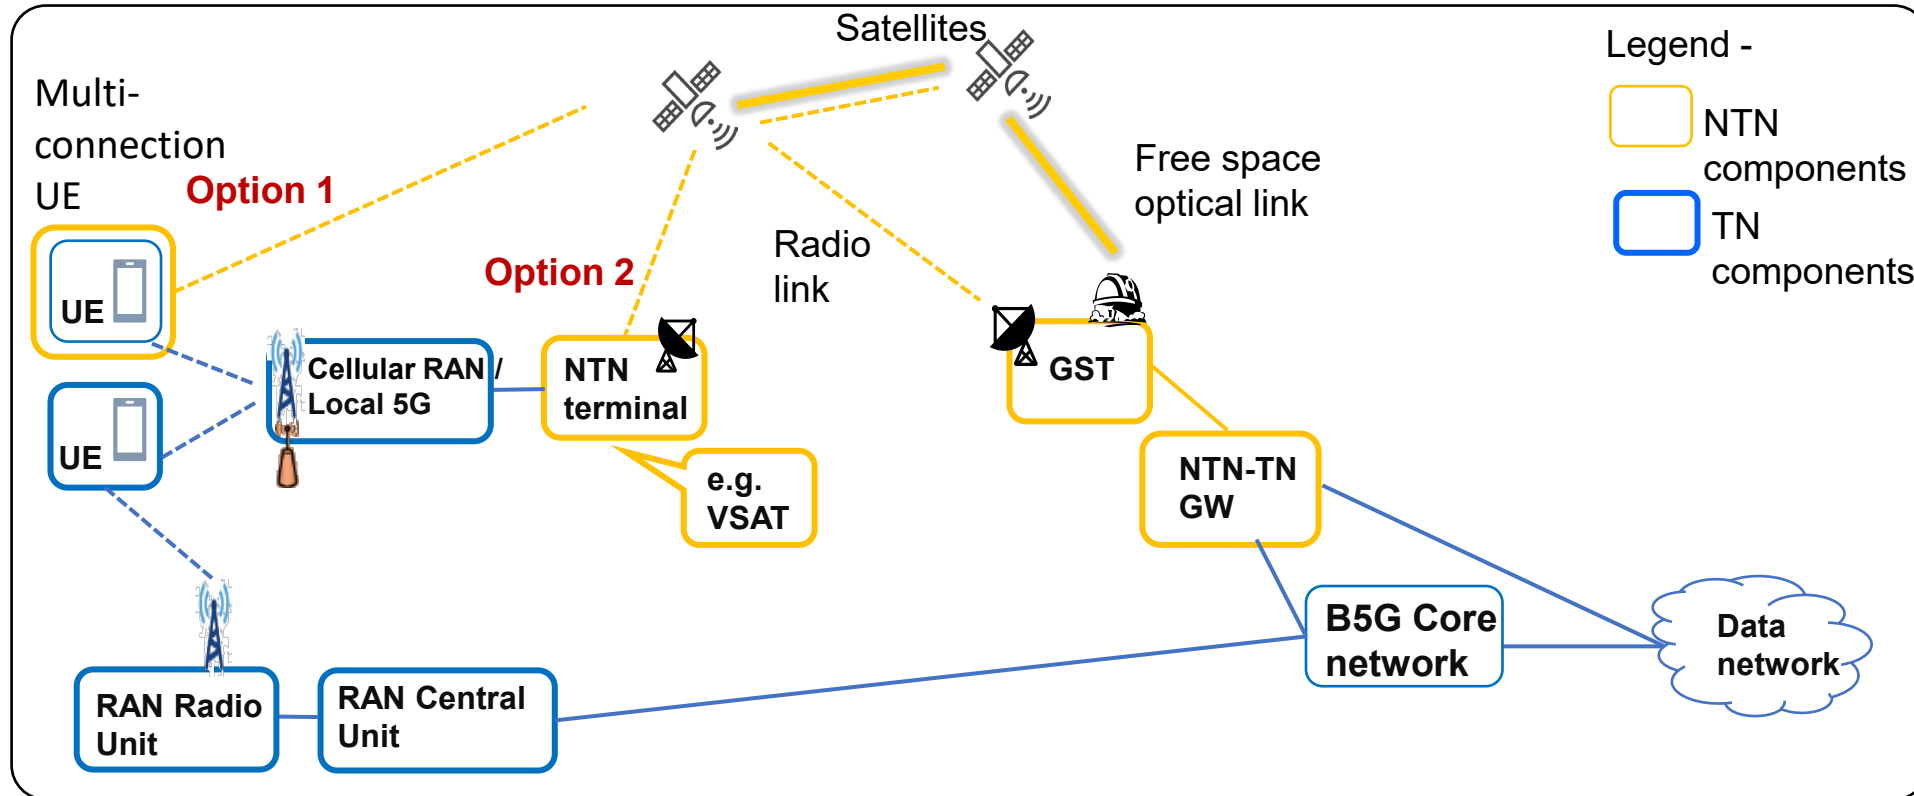 Satellites
Legend -
Multi-
connection
UE
NTN
components
TN
components
Option 1
Free space
optical link
Radio
link
Option 2
UE
Cellular RAN /
Local 5G
NTN
terminal
GST
UE
e.g.
VSAT
NTN-TN
GW
B5G Core
network
Data
network
RAN Radio
Unit
RAN Central
Unit